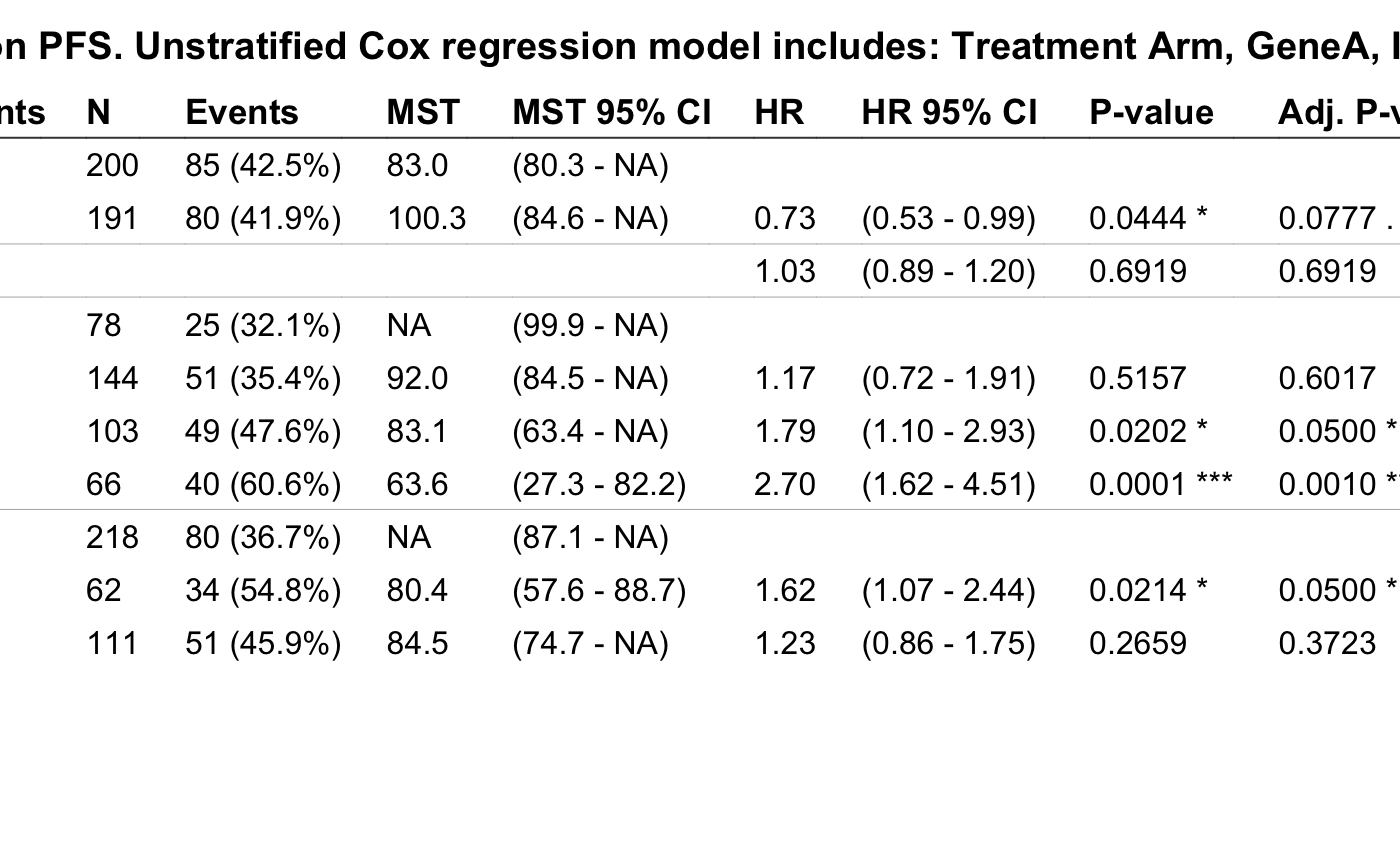 on PFS. Unstratified Cox regression model includes: Treatment Arm, GeneA,
N Events MST MST 95% CI HR HR 95% CI P-value Adj.
200 85 (42.5%) 83.0 (80.3 - NA)
191 80 (41.9%) 100.3 (84.6 - NA) 0.73 (0.53 - 0.99) 0.0444 * 0.0777 .
1.03 (0.89 - 1.20) 0.6919 0.6919
78 25 (32.1%) NA (99.9 - NA)
144 51 (35.4%) 92.0 (84.5 - NA) 1.17 (0.72 - 1.91) 0.5157 0.6017
103 49 (47.6%) 83.1 (63.4 - NA) 1.79 (1.10 - 2.93) 0.0202 * 0.0500 *
66 40 (60.6%) 63.6 (27.3 - 82.2) 2.70 (1.62 - 4.51) 0.0001 *** 0.0010 *
218 80 (36.7%) NA (87.1 - NA)
62 34 (54.8%) 80.4 (57.6 - 88.7) 1.62 (1.07 - 2.44) 0.0214 * 0.0500 *
111 51 (45.9%) 84.5 (74.7 - NA) 1.23 (0.86 - 1.75) 0.2659 0.3723